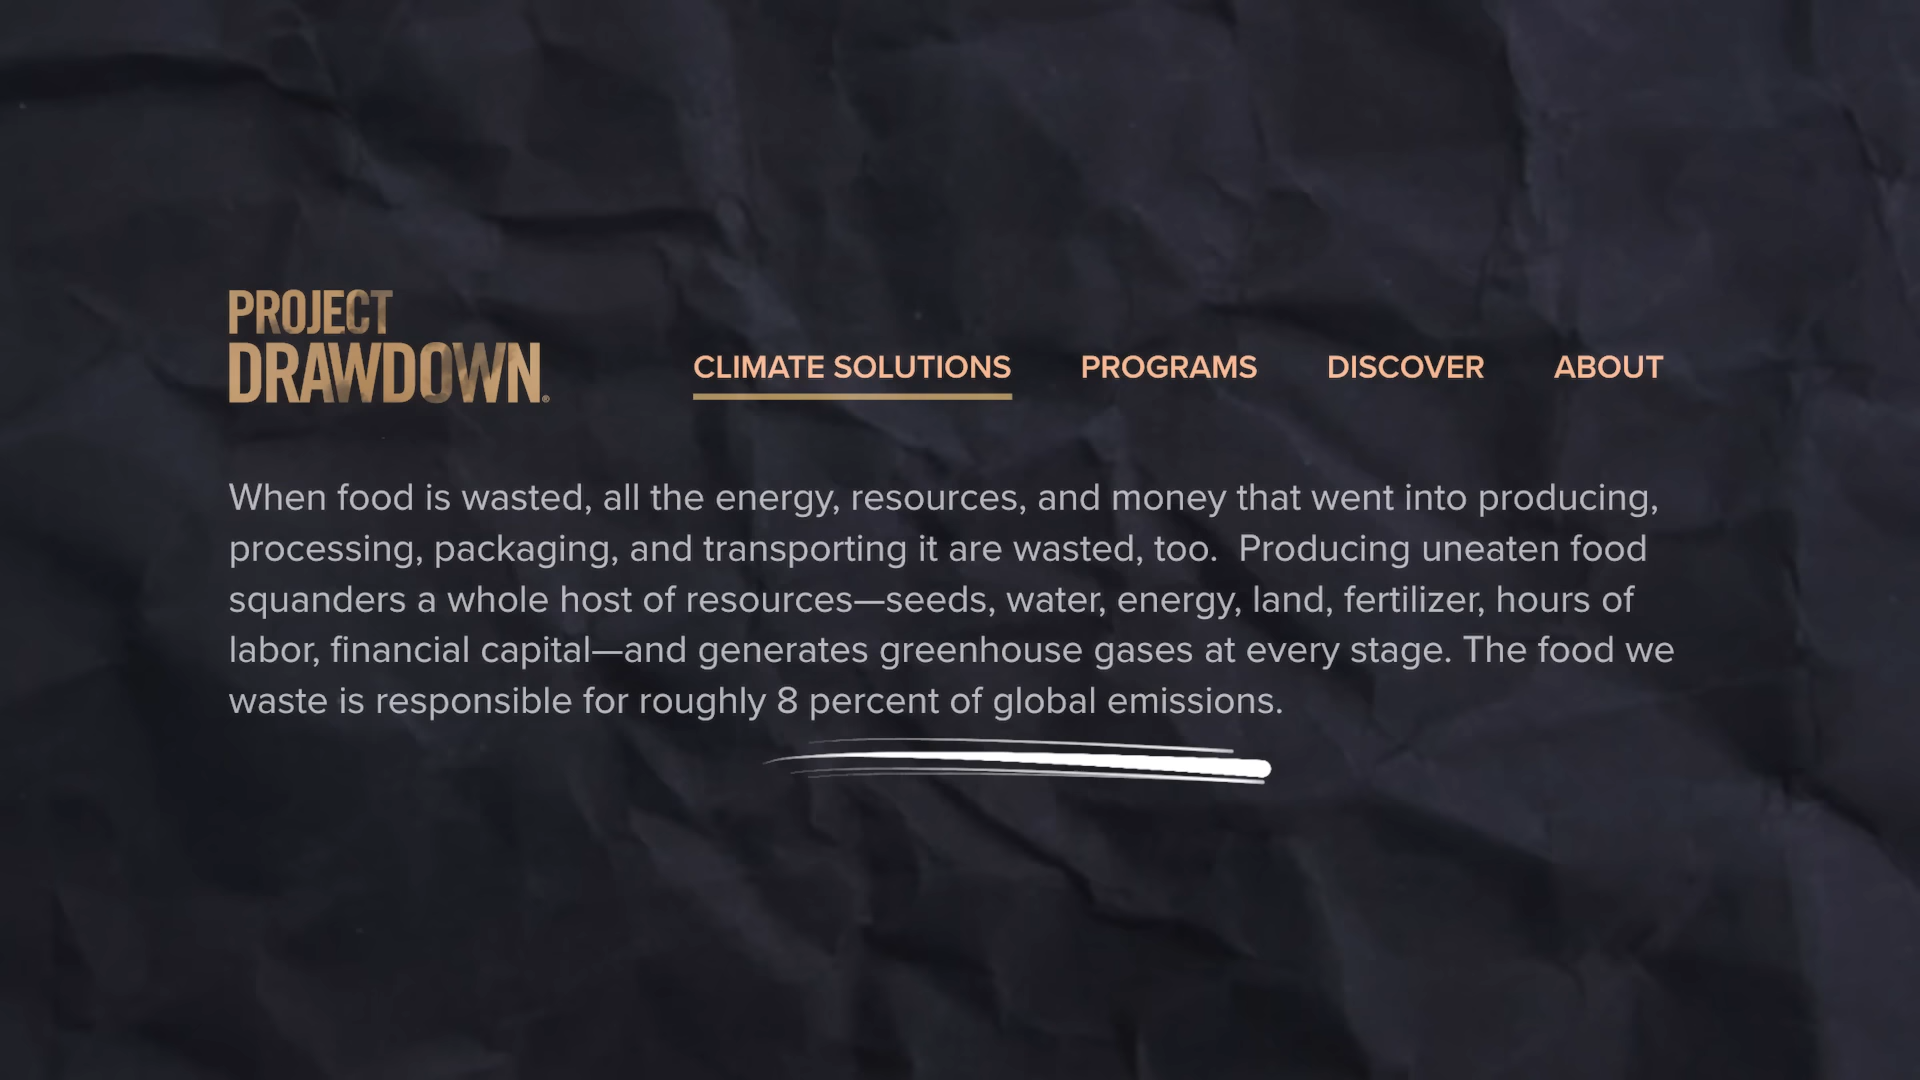 PROJECT
DRAWDOWN®
CLIMATE SOLUTIONS PROGRAMS DISCOVER ABOUT
When food is wasted, all the energy, resources, and money that went into producing,
processing, packaging, and transporting it are wasted, too.  Producing uneaten food
squanders a whole host of resources—seeds, water, energy, land, fertilizer, hours of
labor, financial capital—and generates greenhouse gases at every stage. The food we
waste is responsible for roughly 8 percent of global emissions.